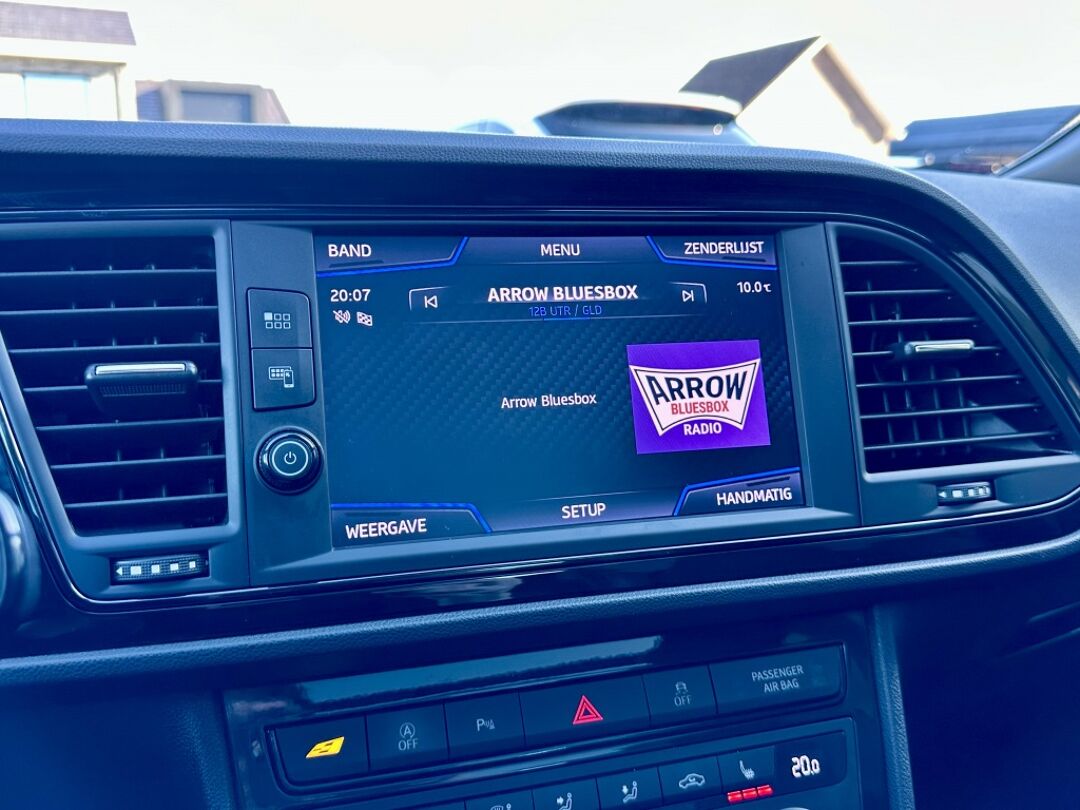 BAND
MENU
ZENDERLIJST
20:07
ARROW BLUESBOX
10.0℃
12B UTR / GLD
Arrow Bluesbox
ARROW
BLUESBOX
RADIO
WEERGAVE
SETUP
HANDMATIG
A
OFF
P
OFF
PASSENGER
AIR BAG
20.0